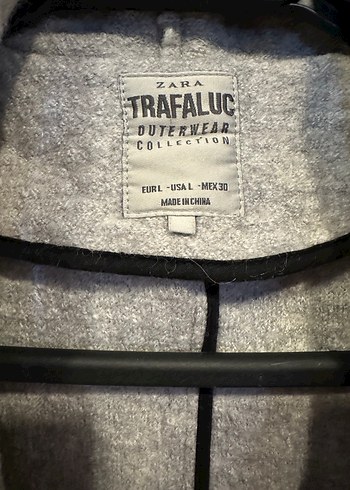 ZARA
TRAFALUC
OUTERWEAR
COLLECTION
EUR L - USA L - MEX 30
MADE IN CHINA